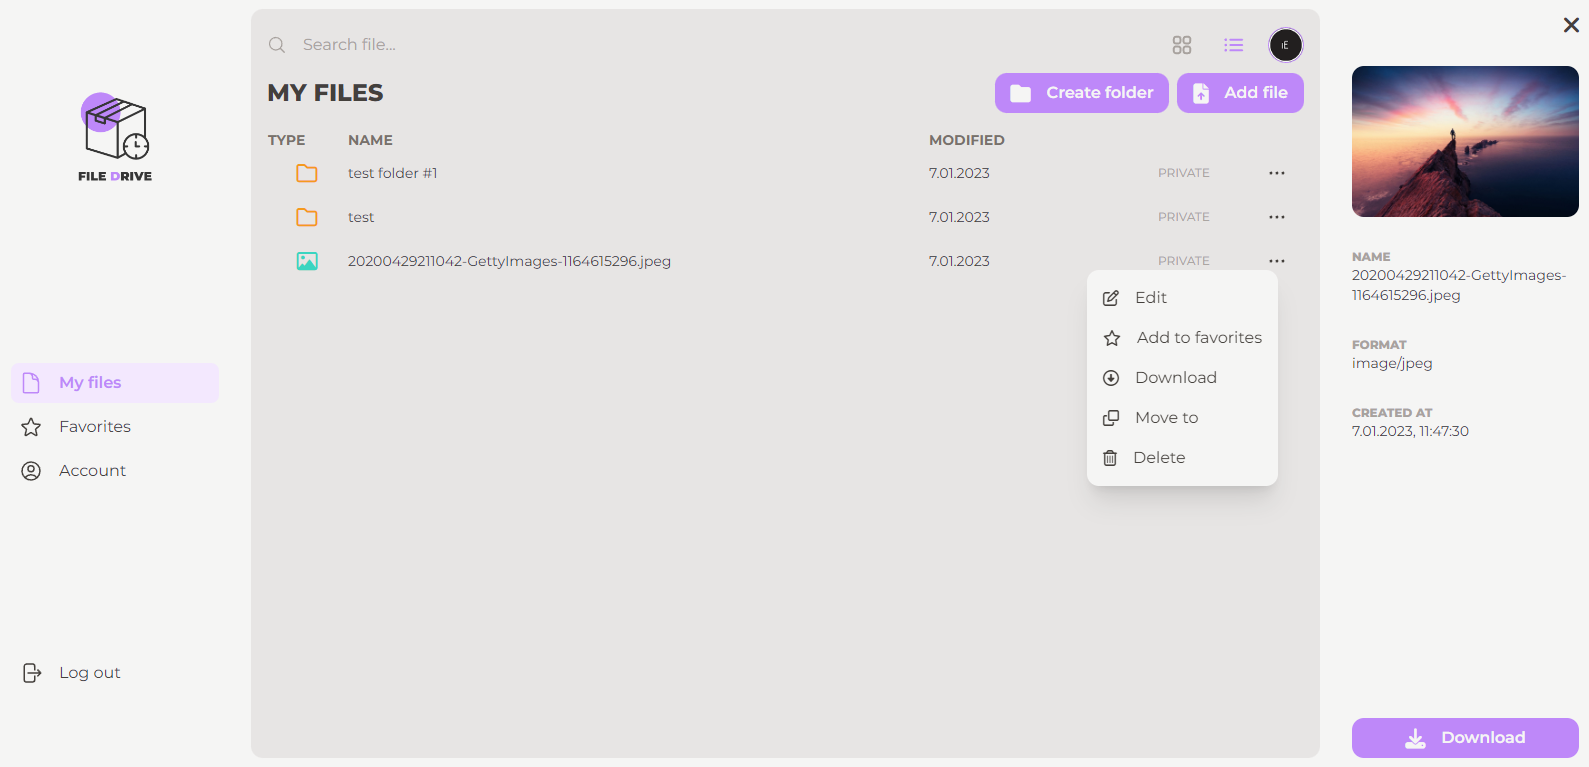 FILE DRIVE
My files
Favorites
Account
Log out
Search file...
iE
MY FILES
Create folder
Add file
TYPE NAME MODIFIED
test folder #1 7.01.2023 PRIVATE
test 7.01.2023 PRIVATE
20200429211042-GettyImages-1164615296.jpeg 7.01.2023 PRIVATE
Edit
Add to favorites
Download
Move to
Delete
NAME
20200429211042-GettyImages-
1164615296.jpeg
FORMAT
image/jpeg
CREATED AT
7.01.2023, 11:47:30
Download